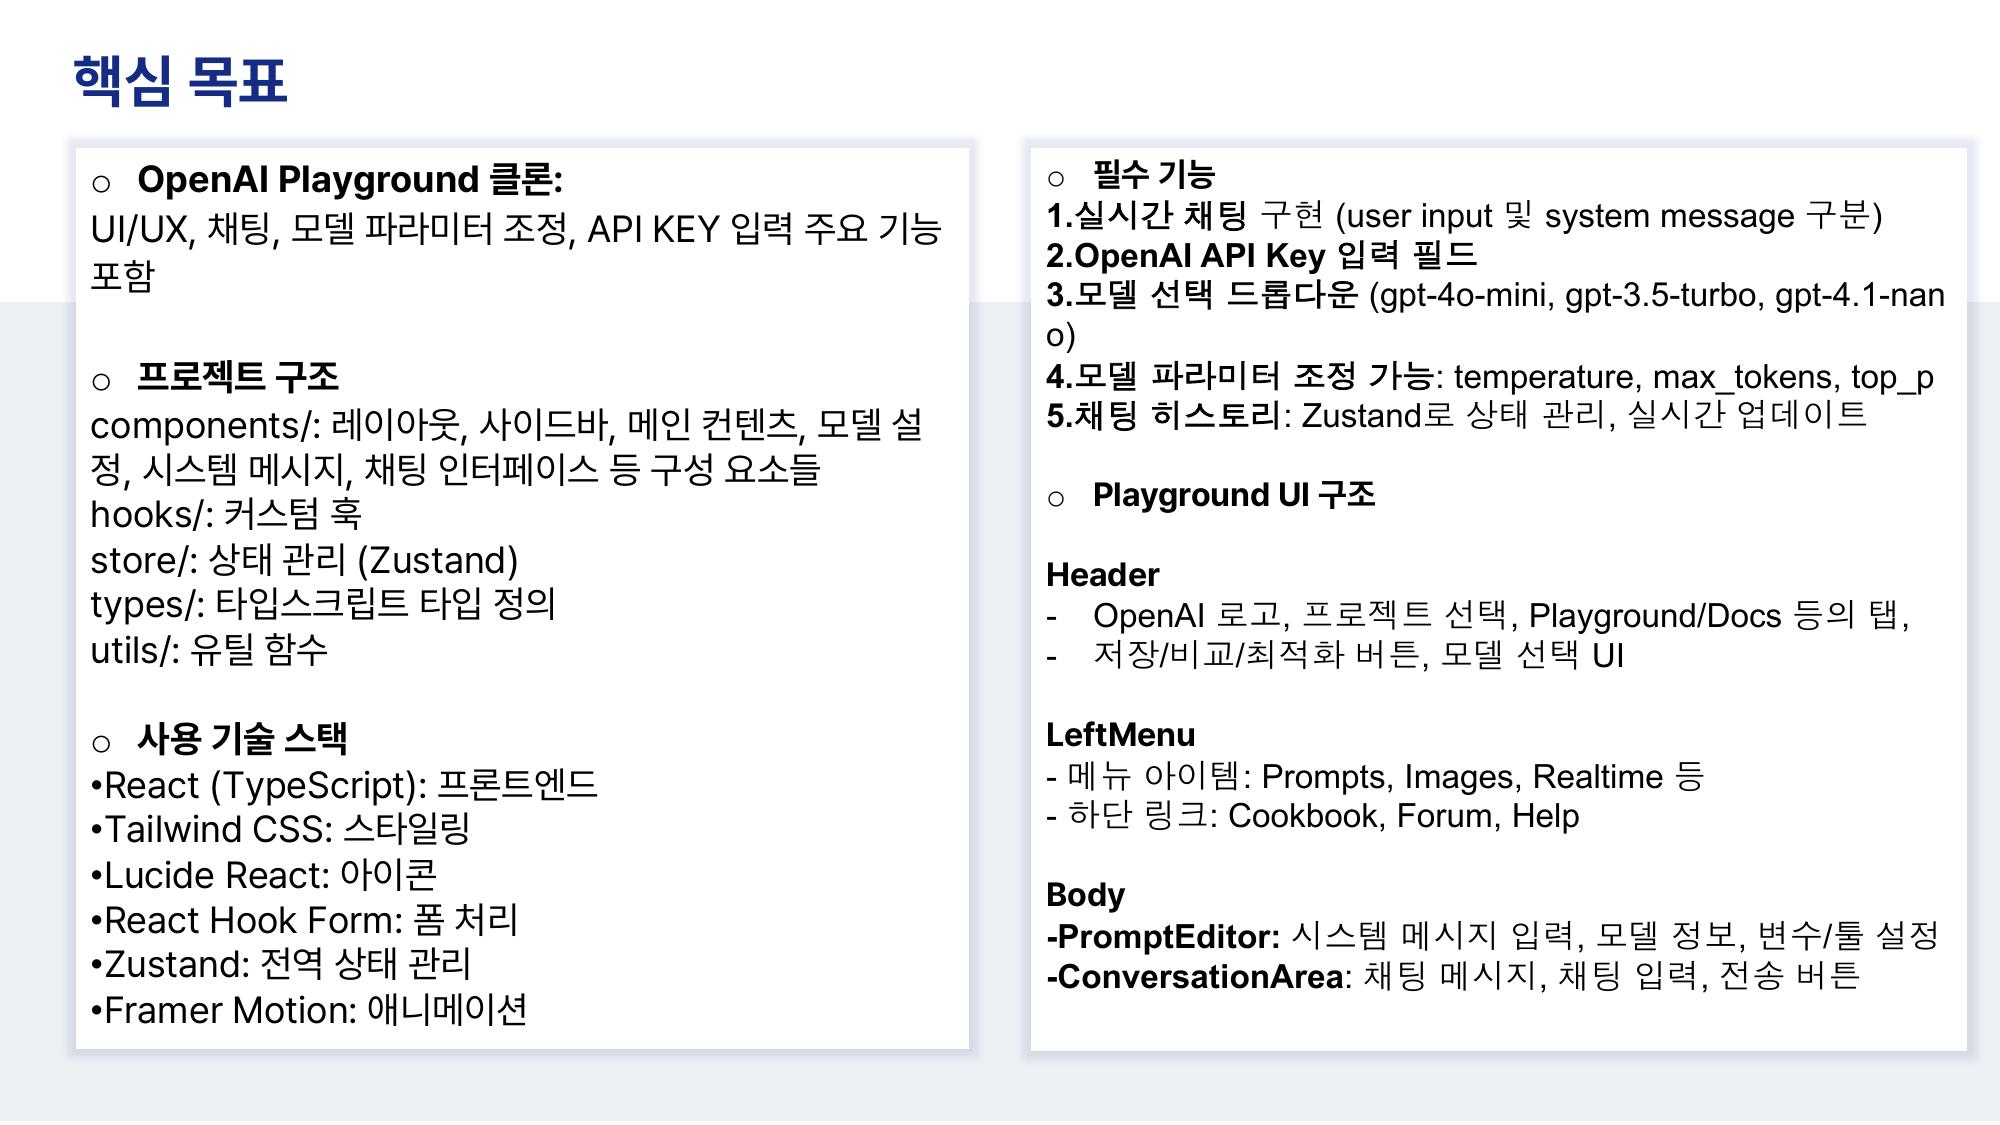 핵심 목표
○ OpenAI Playground 클론:
UI/UX, 채팅, 모델 파라미터 조정, API KEY 입력 주요 기능
포함
○ 프로젝트 구조
components/: 레이아웃, 사이드바, 메인 컨텐츠, 모델 설
정, 시스템 메시지, 채팅 인터페이스 등 구성 요소들
hooks/: 커스텀 훅
store/: 상태 관리 (Zustand)
types/: 타입스크립트 타입 정의
utils/: 유틸 함수
○ 사용 기술 스택
•React (TypeScript): 프론트엔드
•Tailwind CSS: 스타일링
•Lucide React: 아이콘
•React Hook Form: 폼 처리
•Zustand: 전역 상태 관리
•Framer Motion: 애니메이션
○ 필수 기능
1.실시간 채팅 구현 (user input 및 system message 구분)
2.OpenAI API Key 입력 필드
3.모델 선택 드롭다운 (gpt-4o-mini, gpt-3.5-turbo, gpt-4.1-nan
o)
4.모델 파라미터 조정 가능: temperature, max_tokens, top_p
5.채팅 히스토리: Zustand로 상태 관리, 실시간 업데이트
○ Playground UI 구조
Header
- OpenAI 로고, 프로젝트 선택, Playground/Docs 등의 탭,
- 저장/비교/최적화 버튼, 모델 선택 UI
LeftMenu
- 메뉴 아이템: Prompts, Images, Realtime 등
- 하단 링크: Cookbook, Forum, Help
Body
-PromptEditor: 시스템 메시지 입력, 모델 정보, 변수/툴 설정
-ConversationArea: 채팅 메시지, 채팅 입력, 전송 버튼